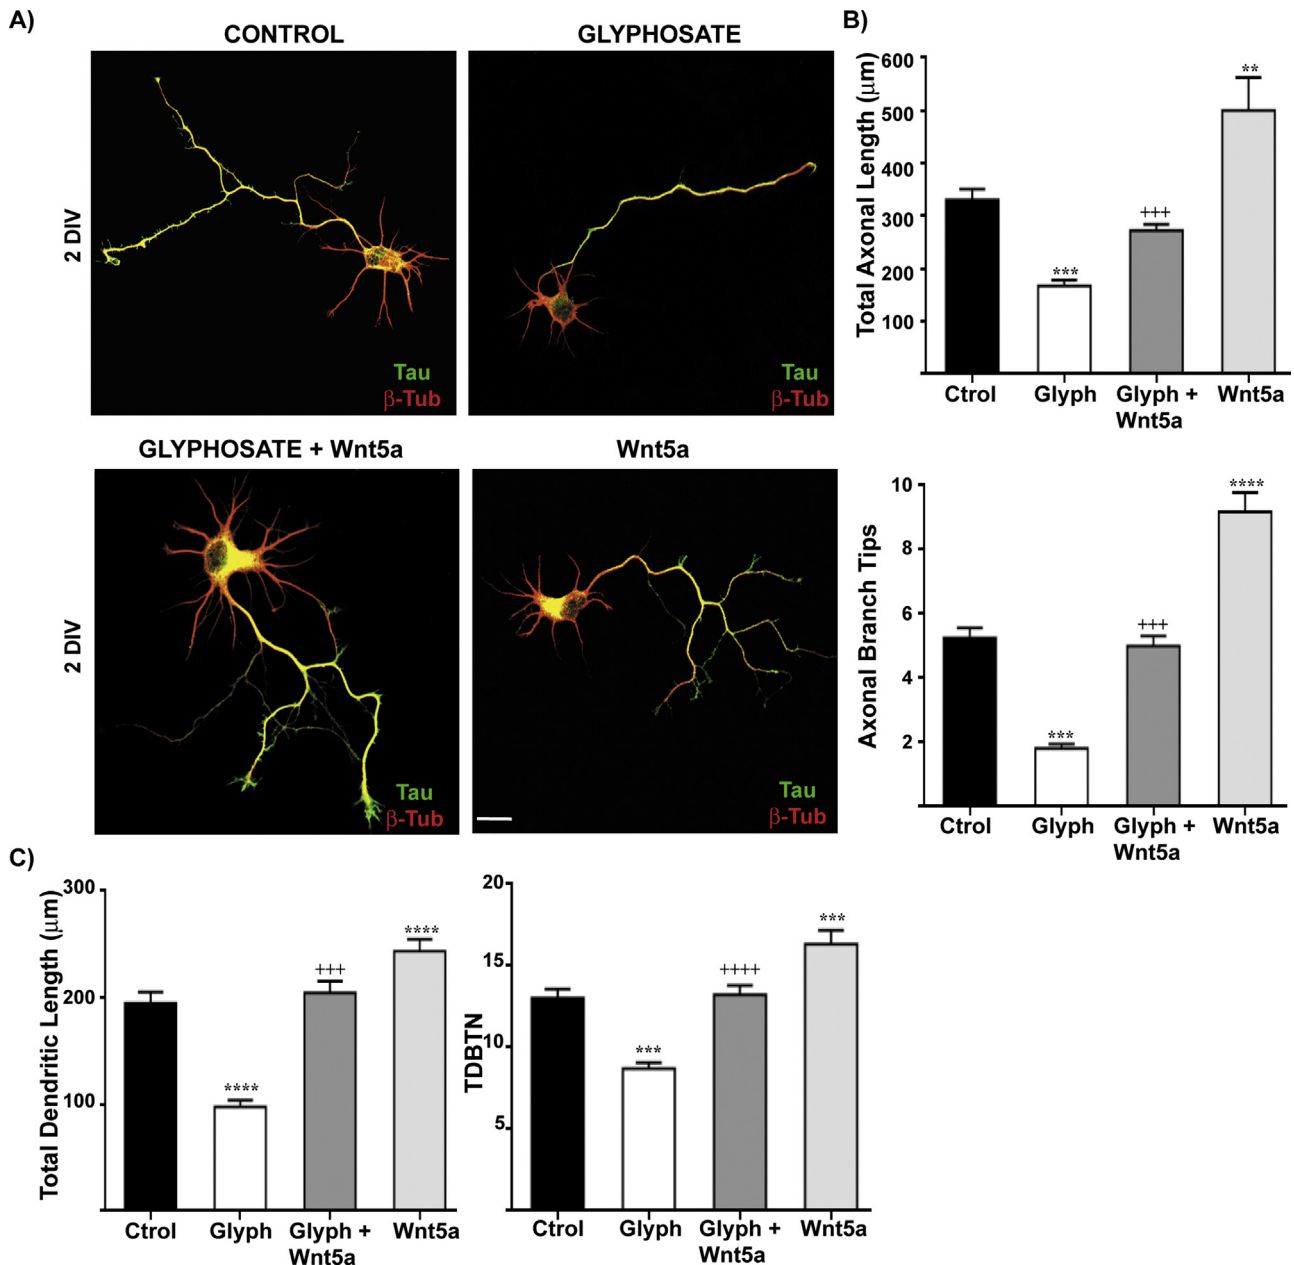 A)
CONTROL
GLYPHOSATE
2 DIV
Tau
β-Tub
Tau
β-Tub
GLYPHOSATE + Wnt5a
Wnt5a
2 DIV
Tau
β-Tub
Tau
β-Tub
B)
Total Axonal Length (μm)
600
500
400
300
200
100
***
+++
**
Ctrol
Glyph
Glyph +
Wnt5a
Wnt5a
Axonal Branch Tips
10
8
6
4
2
***
+++
****
Ctrol
Glyph
Glyph +
Wnt5a
Wnt5a
C)
Total Dendritic Length (μm)
300
200
100
****
+++
****
Ctrol
Glyph
Glyph +
Wnt5a
Wnt5a
TDBTN
20
15
10
5
***
++++
***
Ctrol
Glyph
Glyph +
Wnt5a
Wnt5a